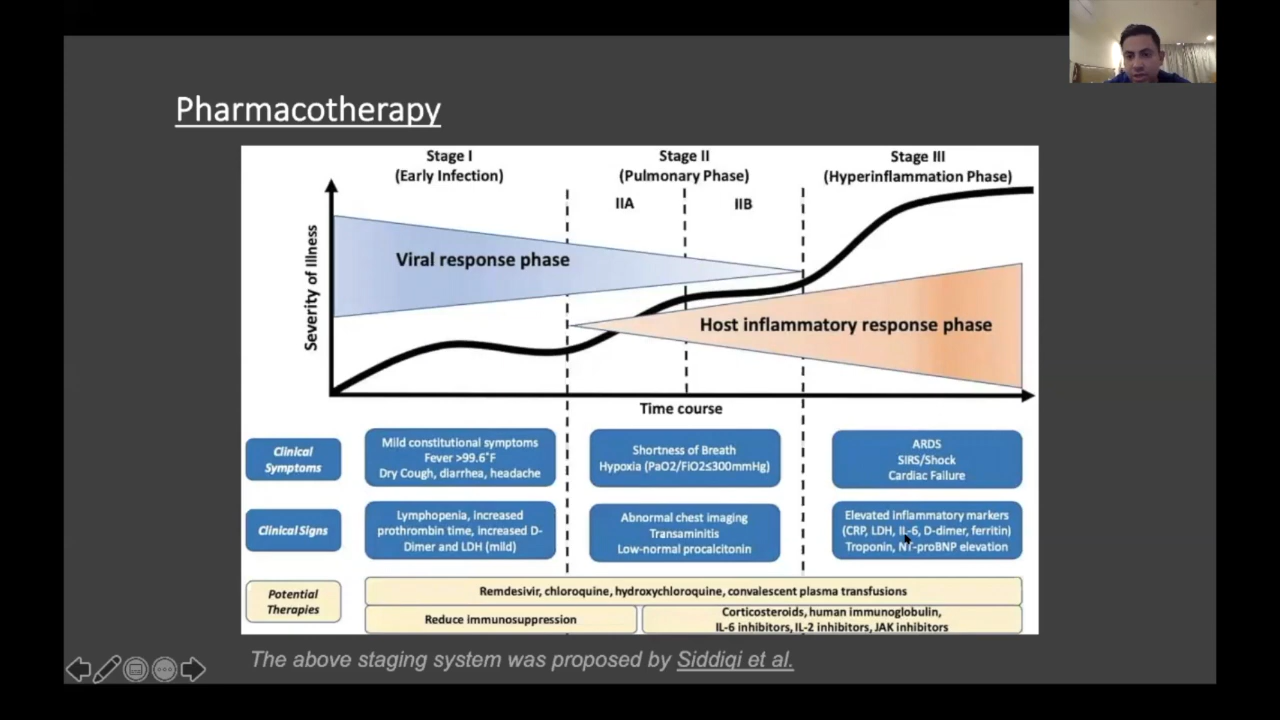 Pharmacotherapy
Stage I
(Early Infection)
Stage II
(Pulmonary Phase)
Stage III
(Hyperinflammation Phase)
IIA
IIB
Severity of Illness
Viral response phase
Host inflammatory response phase
Time course
Clinical
Symptoms
Mild constitutional symptoms
Fever >99.6°F
Dry Cough, diarrhea, headache
Shortness of Breath
Hypoxia (PaO2/FiO2≤300mmHg)
ARDS
SIRS/Shock
Cardiac Failure
Clinical Signs
Lymphopenia, increased
prothrombin time, increased D-
Dimer and LDH (mild)
Abnormal chest imaging
Transaminitis
Low-normal procalcitonin
Elevated inflammatory markers
(CRP, LDH, IL-6, D-dimer, ferritin)
Troponin, NT-proBNP elevation
Potential
Therapies
Remdesivir, chloroquine, hydroxychloroquine, convalescent plasma transfusions
Reduce immunosuppression
Corticosteroids, human immunoglobulin,
IL-6 inhibitors, IL-2 inhibitors, JAK inhibitors
The above staging system was proposed by Siddiqi et al.